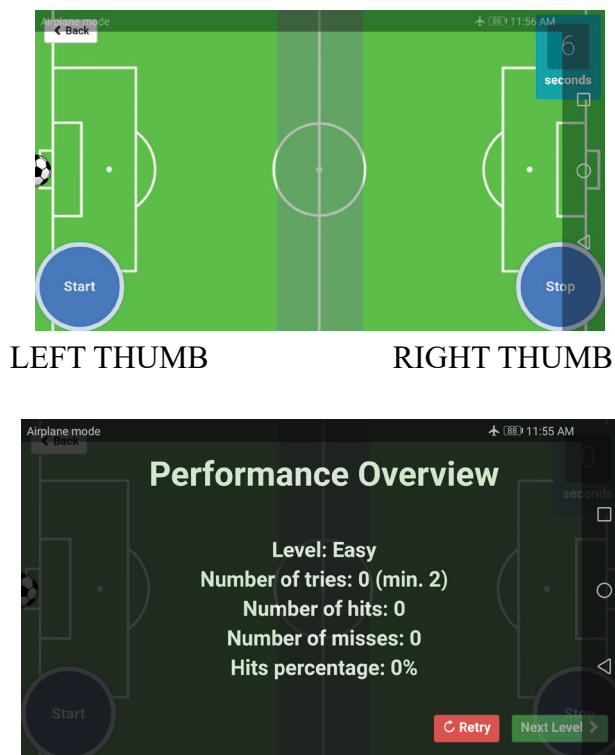 Airplane mode 88 11:56 AM
Back
6
seconds
Start Stop
LEFT THUMB RIGHT THUMB
Airplane mode 88 11:55 AM
Back
0
seconds
Performance Overview
Level: Easy
Number of tries: 0 (min. 2)
Number of hits: 0
Number of misses: 0
Hits percentage: 0%
Start Stop
Retry Next Level